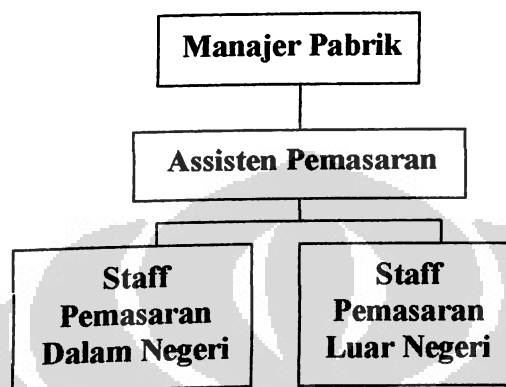 Manajer Pabrik
Assisten Pemasaran
Staff
Pemasaran
Dalam Negeri
Staff
Pemasaran
Luar Negeri